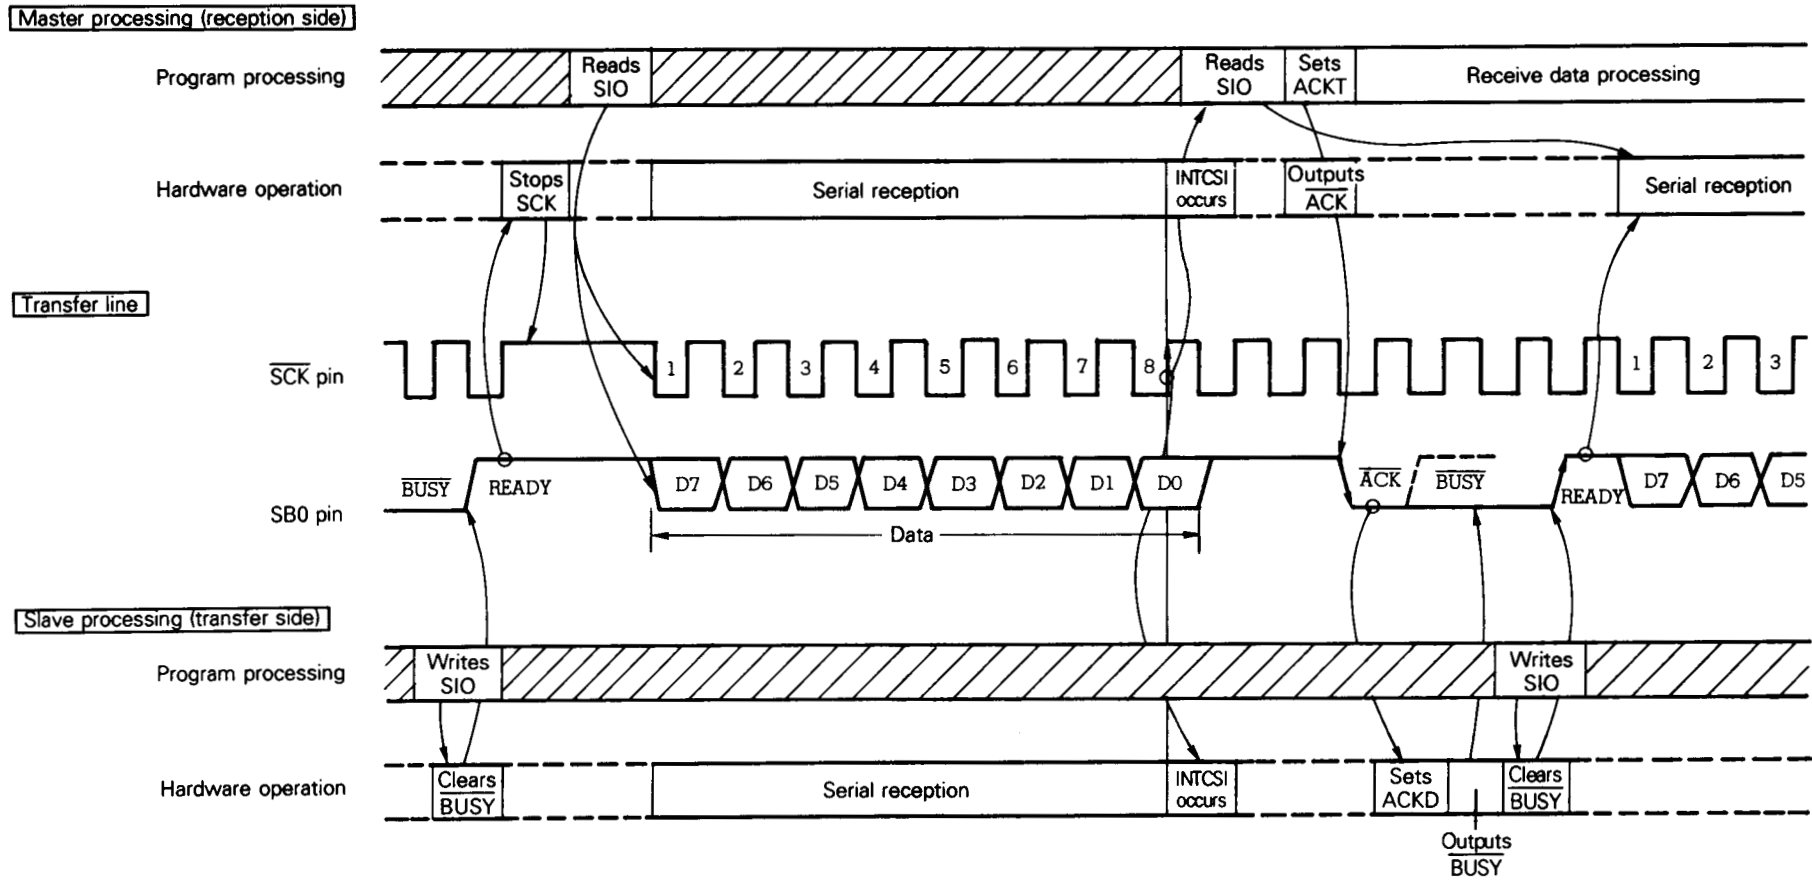 Master processing (reception side)
Program processing
Reads SIO
Reads SIO
Sets ACKT
Receive data processing
Hardware operation
Stops SCK
Serial reception
INTCSI occurs
Outputs ACK
Serial reception
Transfer line
SCK pin
1 2 3 4 5 6 7 8 1 2 3
SB0 pin
BUSY READY D7 D6 D5 D4 D3 D2 D1 D0 ACK BUSY READY D7 D6 D5
Data
Slave processing (transfer side)
Program processing
Writes SIO
Writes SIO
Hardware operation
Clears BUSY
Serial reception
INTCSI occurs
Sets ACKD
Clears BUSY
Outputs BUSY